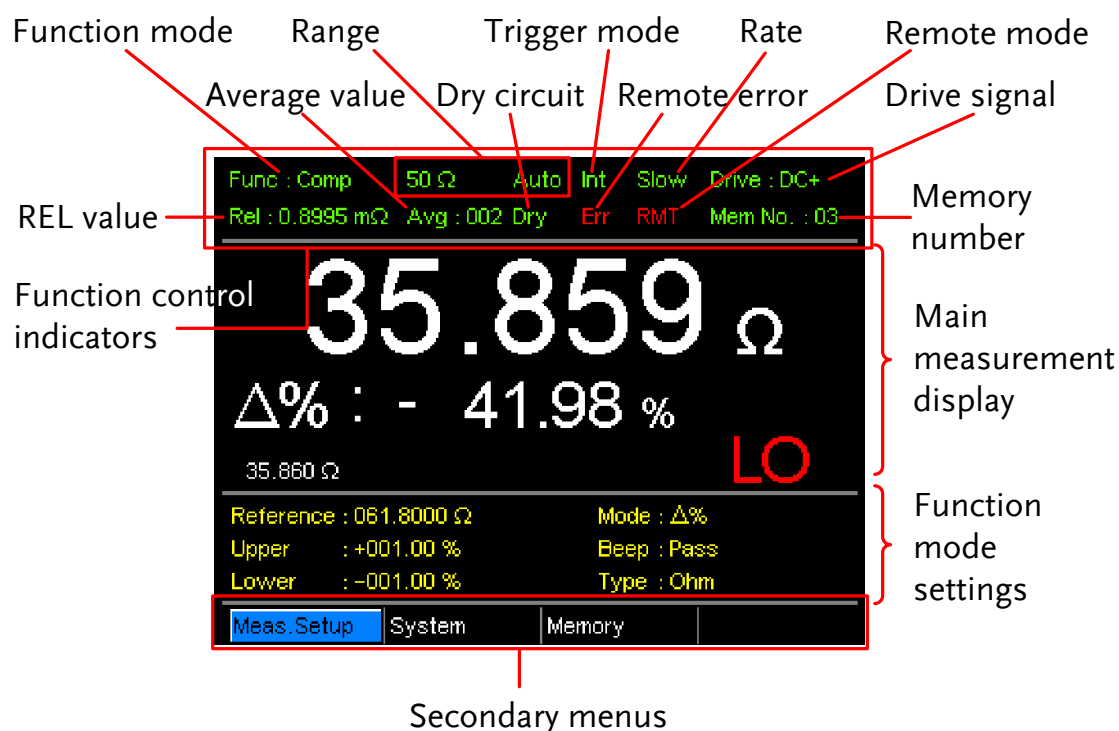 Function mode
Range
Trigger mode
Rate
Remote mode
Average value
Dry circuit
Remote error
Drive signal
Func : Comp 50 Ω Auto Int Slow Drive : DC+
REL value
Rel : 0.8995 mΩ Avg : 002 Dry Err RMT Mem No. : 03
Memory
number
Function control
indicators
35.859 Ω
Main
measurement
display
Δ% : - 41.98 %
35.860 Ω
LO
Reference : 061.8000 Ω Mode : Δ%
Upper : +001.00 % Beep : Pass
Lower : -001.00 % Type : Ohm
Function
mode
settings
Meas.Setup System Memory
Secondary menus